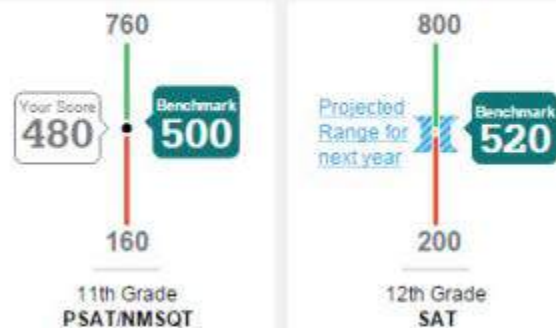 760
Your Score
480
Benchmark
500
160
11th Grade
PSAT/NMSQT
800
Projected
Range for
next year
Benchmark
520
200
12th Grade
SAT